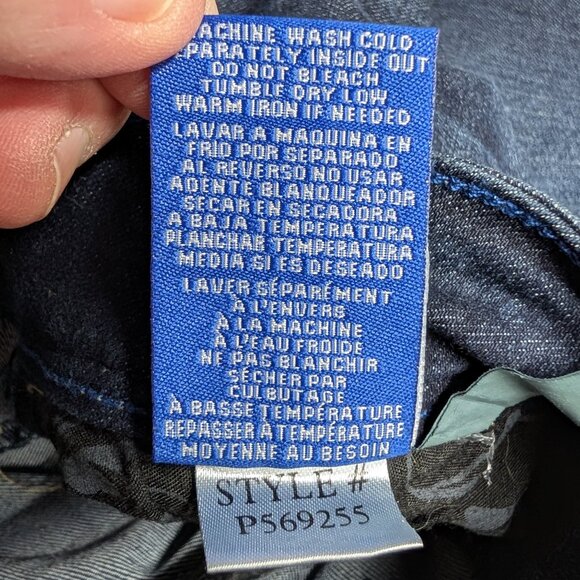 MACHINE WASH COLD
SEPARATELY INSIDE OUT
DO NOT BLEACH
TUMBLE DRY LOW
WARM IRON IF NEEDED
LAVAR A MAQUINA EN
FRIO POR SEPARADO
AL REVERSO NO USAR
ADENTE BLANQUEADOR
SECAR EN SECADORA
A BAJA TEMPERATURA
PLANCHAR TEMPERATURA
MEDIA SI ES DESEADO
LAVER SÉPARÉMENT
À L'ENVERS
À LA MACHINE
À L'EAU FROIDE
NE PAS BLANCHIR
SÉCHER PAR
CULBUTAGE
À BASSE TEMPÉRATURE
REPASSER À TEMPÉRATURE
MOYENNE AU BESOIN
STYLE #
P569255